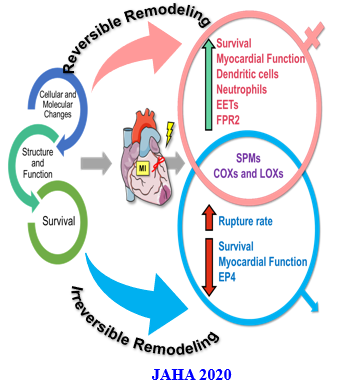 Reversible Remodeling
Survival
Myocardial Function
Dendritic cells
Neutrophils
EETs
FPR2
Cellular and
Molecular
Changes
Structure
and
Function
Survival
MI
SPMs
COXs and LOXs
Rupture rate
Survival
Myocardial Function
EP4
Irreversible Remodeling
JAHA 2020